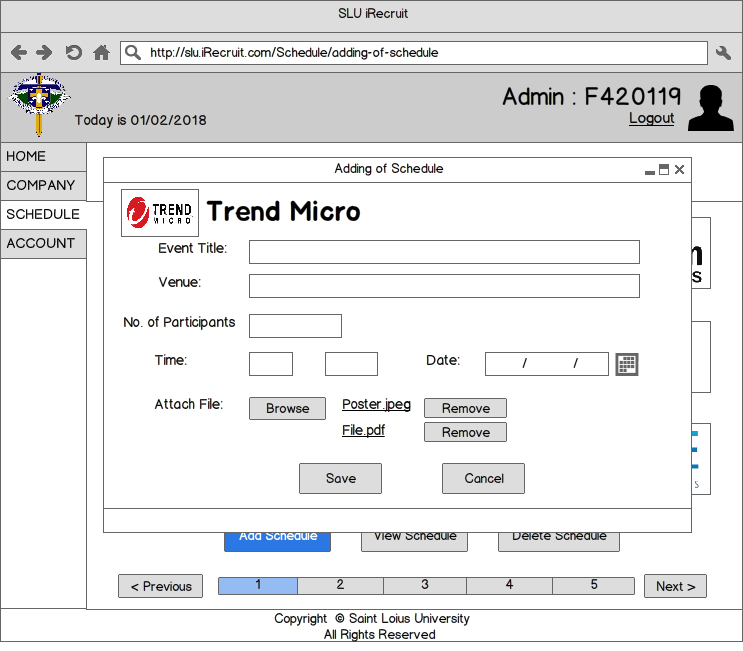 SLU iRecruit
http://slu.iRecruit.com/Schedule/adding-of-schedule
Admin : F420119
Logout
Today is 01/02/2018
HOME
COMPANY
SCHEDULE
ACCOUNT
Adding of Schedule
TREND
MICRO
Trend Micro
Event Title:
Venue:
No. of Participants
Time:
Date: / /
Attach File: Browse Poster.jpeg Remove
File.pdf Remove
Save Cancel
Add Schedule View Schedule Delete Schedule
< Previous 1 2 3 4 5 Next >
Copyright © Saint Loius University
All Rights Reserved